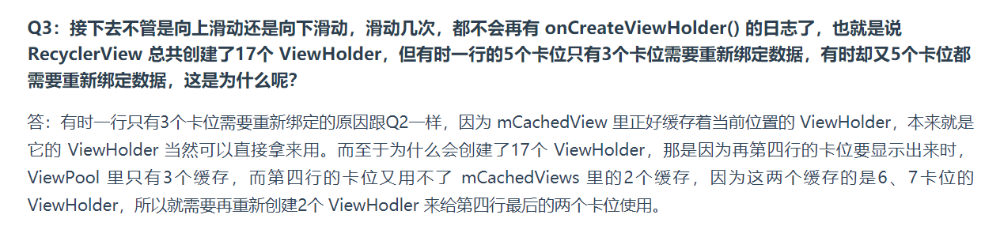 Q3：接下去不管是向上滑动还是向下滑动，滑动几次，都不会再有 onCreateViewHolder() 的日志了，也就是说
RecyclerView 总共创建了17个 ViewHolder，但有时一行的5个卡位只有3个卡位需要重新绑定数据，有时却又5个卡位都
需要重新绑定数据，这是为什么呢？
答：有时一行只有3个卡位需要重新绑定的原因跟Q2一样，因为 mCachedView 里正好缓存着当前位置的 ViewHolder，本来就是
它的 ViewHolder 当然可以直接拿来用。而至于为什么会创建了17个 ViewHolder，那是因为再第四行的卡位要显示出来时，
ViewPool 里只有3个缓存，而第四行的卡位又用不了 mCachedViews 里的2个缓存，因为这两个缓存的是6、7卡位的
ViewHolder，所以就需要再重新创建2个 ViewHodler 来给第四行最后的两个卡位使用。